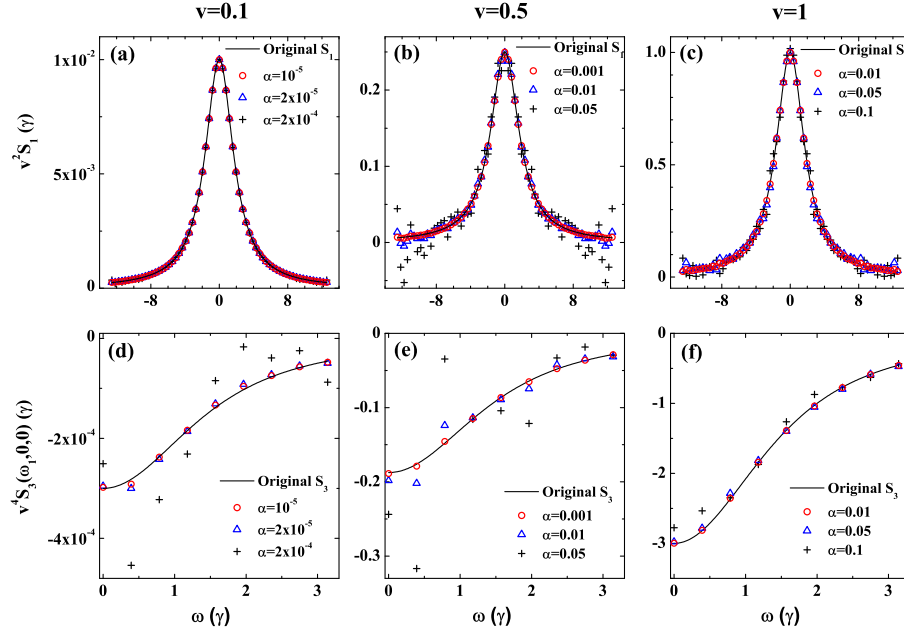 v=0.1 v=0.5 v=1
(a)
Original S₁
α=10⁻⁵
α=2x10⁻⁵
α=2x10⁻⁴
1x10⁻²
5x10⁻³
0
-8 0 8
v²S₁ (γ)
(b)
Original S₁
α=0.001
α=0.01
α=0.05
0.2
0.1
0
-8 0 8
(c)
Original S
α=0.01
α=0.05
α=0.1
1.0
0.5
0
-8 0 8
(d)
Original S₃
α=10⁻⁵
α=2x10⁻⁵
α=2x10⁻⁴
0
-2x10⁻⁴
-4x10⁻⁴
0 1 2 3
v⁴S₃(ω₁,0,0) (γ)
ω (γ)
(e)
Original S₃
α=0.001
α=0.01
α=0.05
0
-0.1
-0.2
-0.3
0 1 2 3
ω (γ)
(f)
Original S₃
α=0.01
α=0.05
α=0.1
0
-1
-2
-3
0 1 2 3
ω (γ)